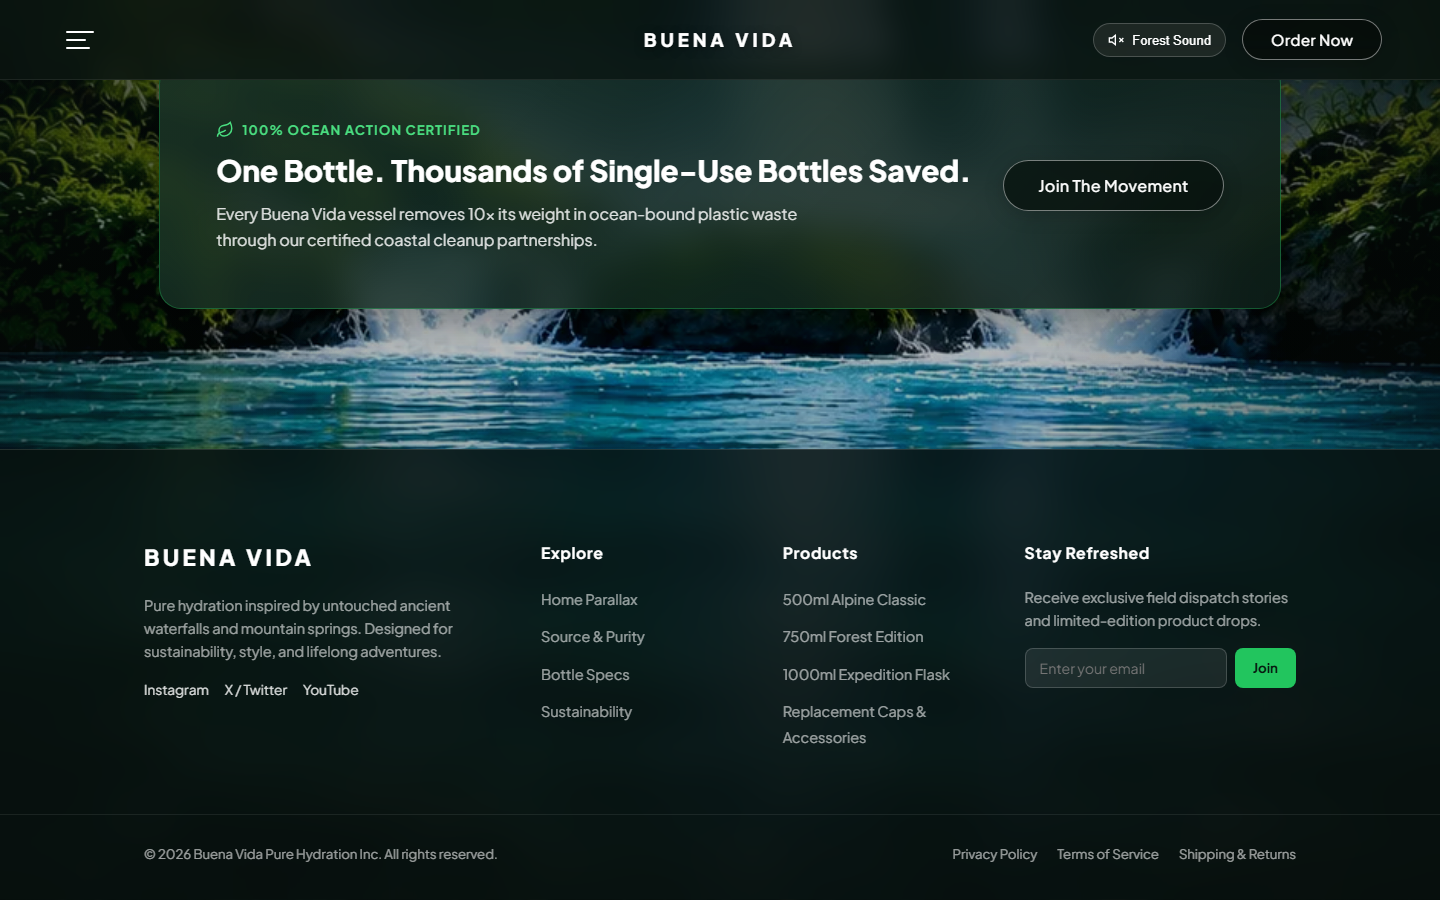 BUENA VIDA
Forest Sound
Order Now
100% OCEAN ACTION CERTIFIED
One Bottle. Thousands of Single-Use Bottles Saved.
Every Buena Vida vessel removes 10x its weight in ocean-bound plastic waste
through our certified coastal cleanup partnerships.
Join The Movement
BUENA VIDA
Pure hydration inspired by untouched ancient
waterfalls and mountain springs. Designed for
sustainability, style, and lifelong adventures.
Instagram X / Twitter YouTube
Explore
Home Parallax
Source & Purity
Bottle Specs
Sustainability
Products
500ml Alpine Classic
750ml Forest Edition
1000ml Expedition Flask
Replacement Caps &
Accessories
Stay Refreshed
Receive exclusive field dispatch stories
and limited-edition product drops.
Enter your email
Join
© 2026 Buena Vida Pure Hydration Inc. All rights reserved.
Privacy Policy Terms of Service Shipping & Returns